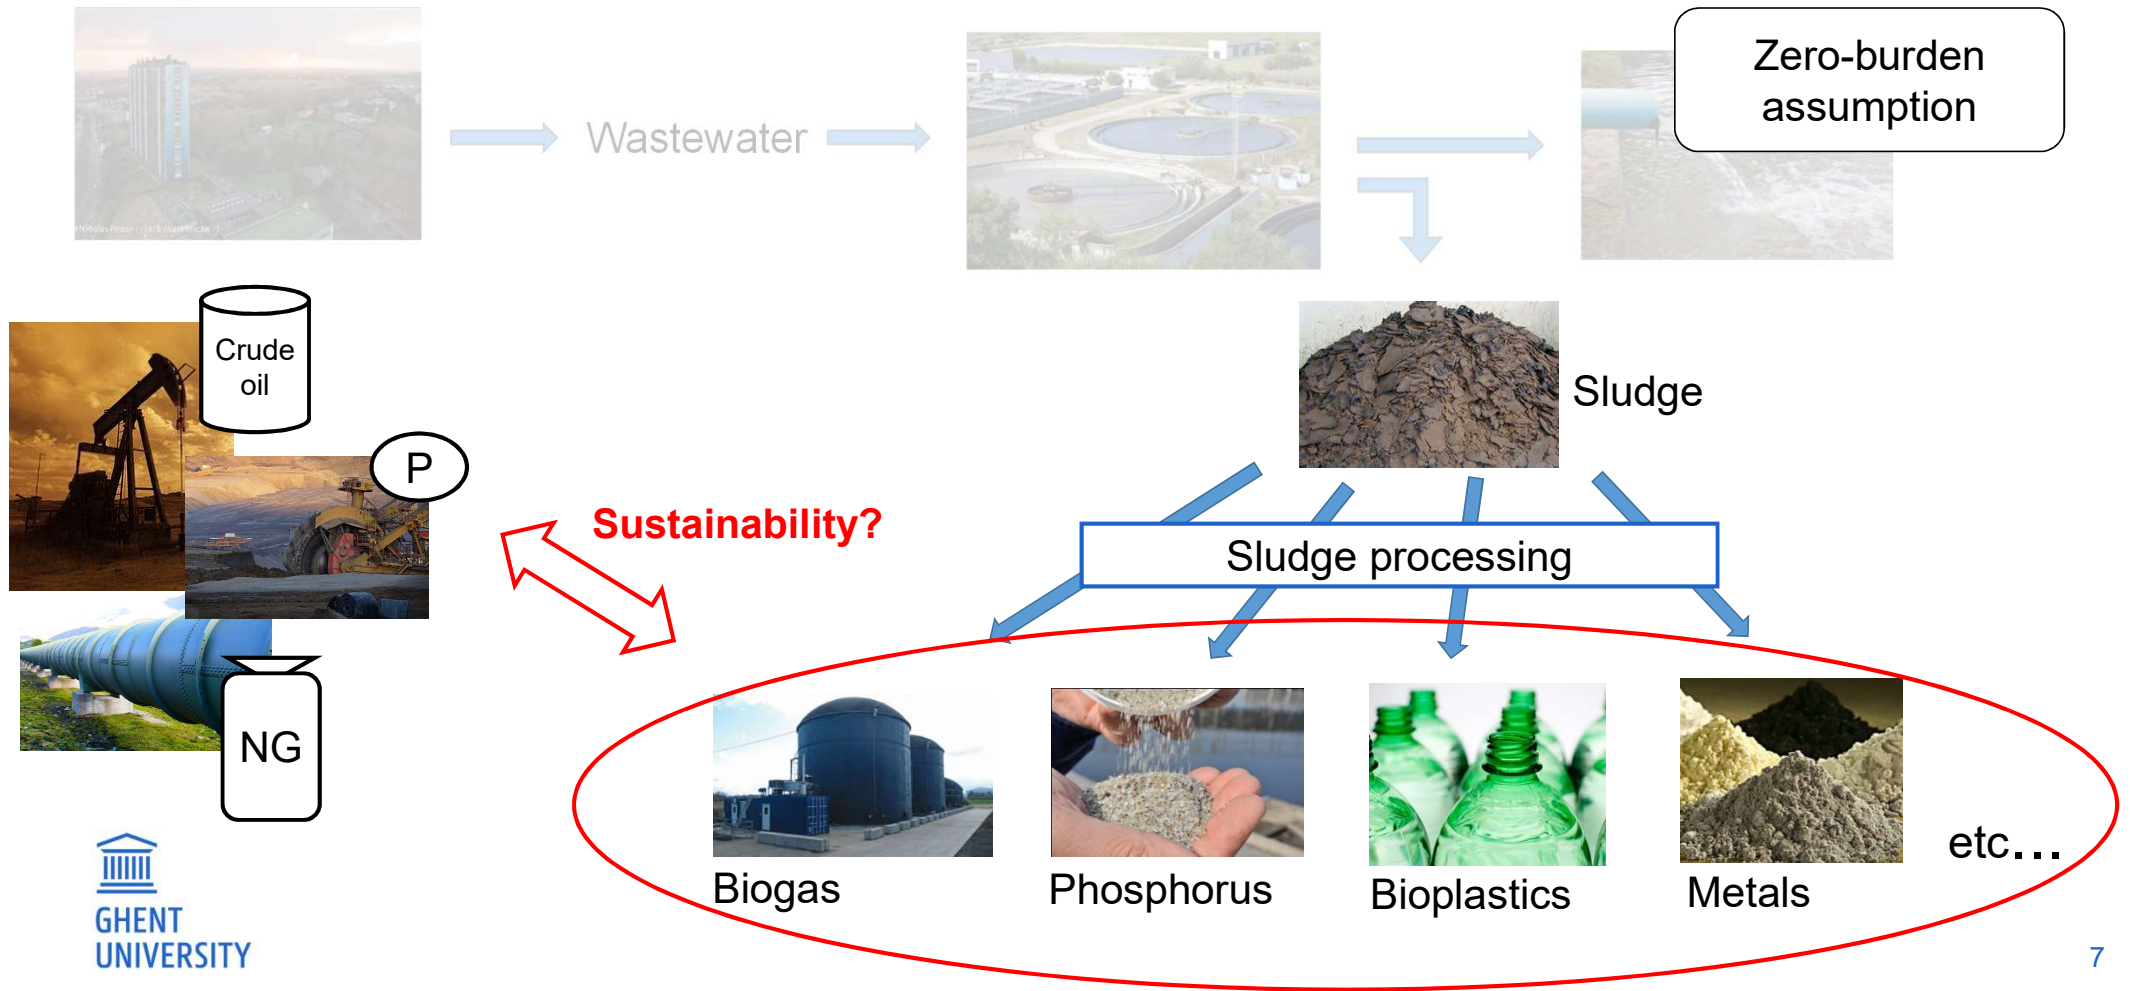 Zero-burden
assumption
Wastewater
Crude
oil
P
Sludge
Sustainability?
Sludge processing
NG
Biogas
Phosphorus
Bioplastics
Metals
etc...
GHENT
UNIVERSITY
7